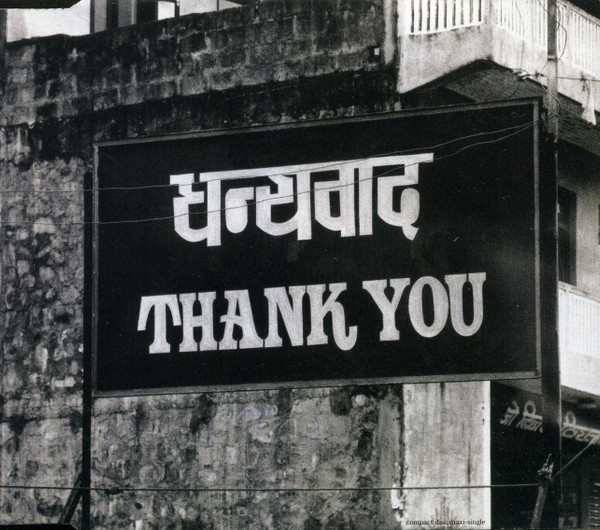 धन्यवाद
THANK YOU
compact disc maxi-single